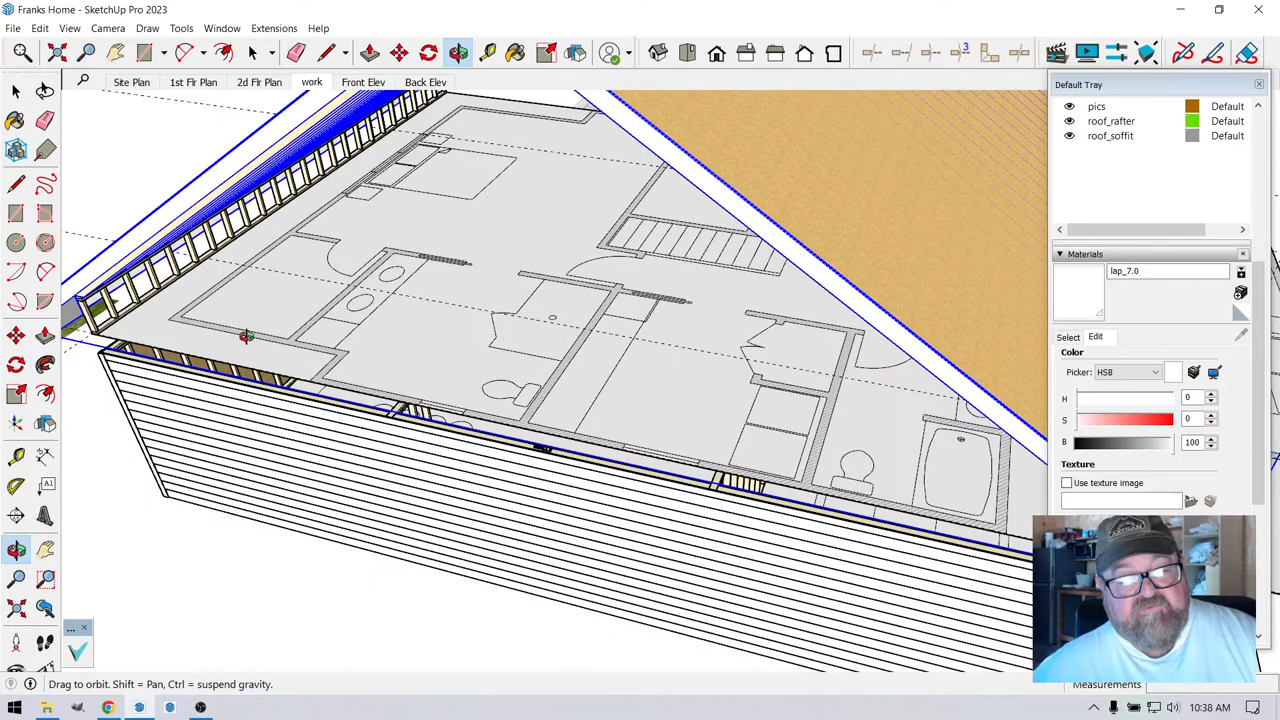 Franks Home - SketchUp Pro 2023
File Edit View Camera Draw Tools Window Extensions Help
3
Site Plan 1st Flr Plan 2d Flr Plan work Front Elev Back Elev
Default Tray
pics Default
roof_rafter Default
roof_soffit Default
Materials
lap_7.0
Select Edit
Color
Picker: HSB
H 0
S 0
B 100
Texture
Use texture image
A1
...
Drag to orbit. Shift = Pan, Ctrl = suspend gravity.
Measurements
10:38 AM